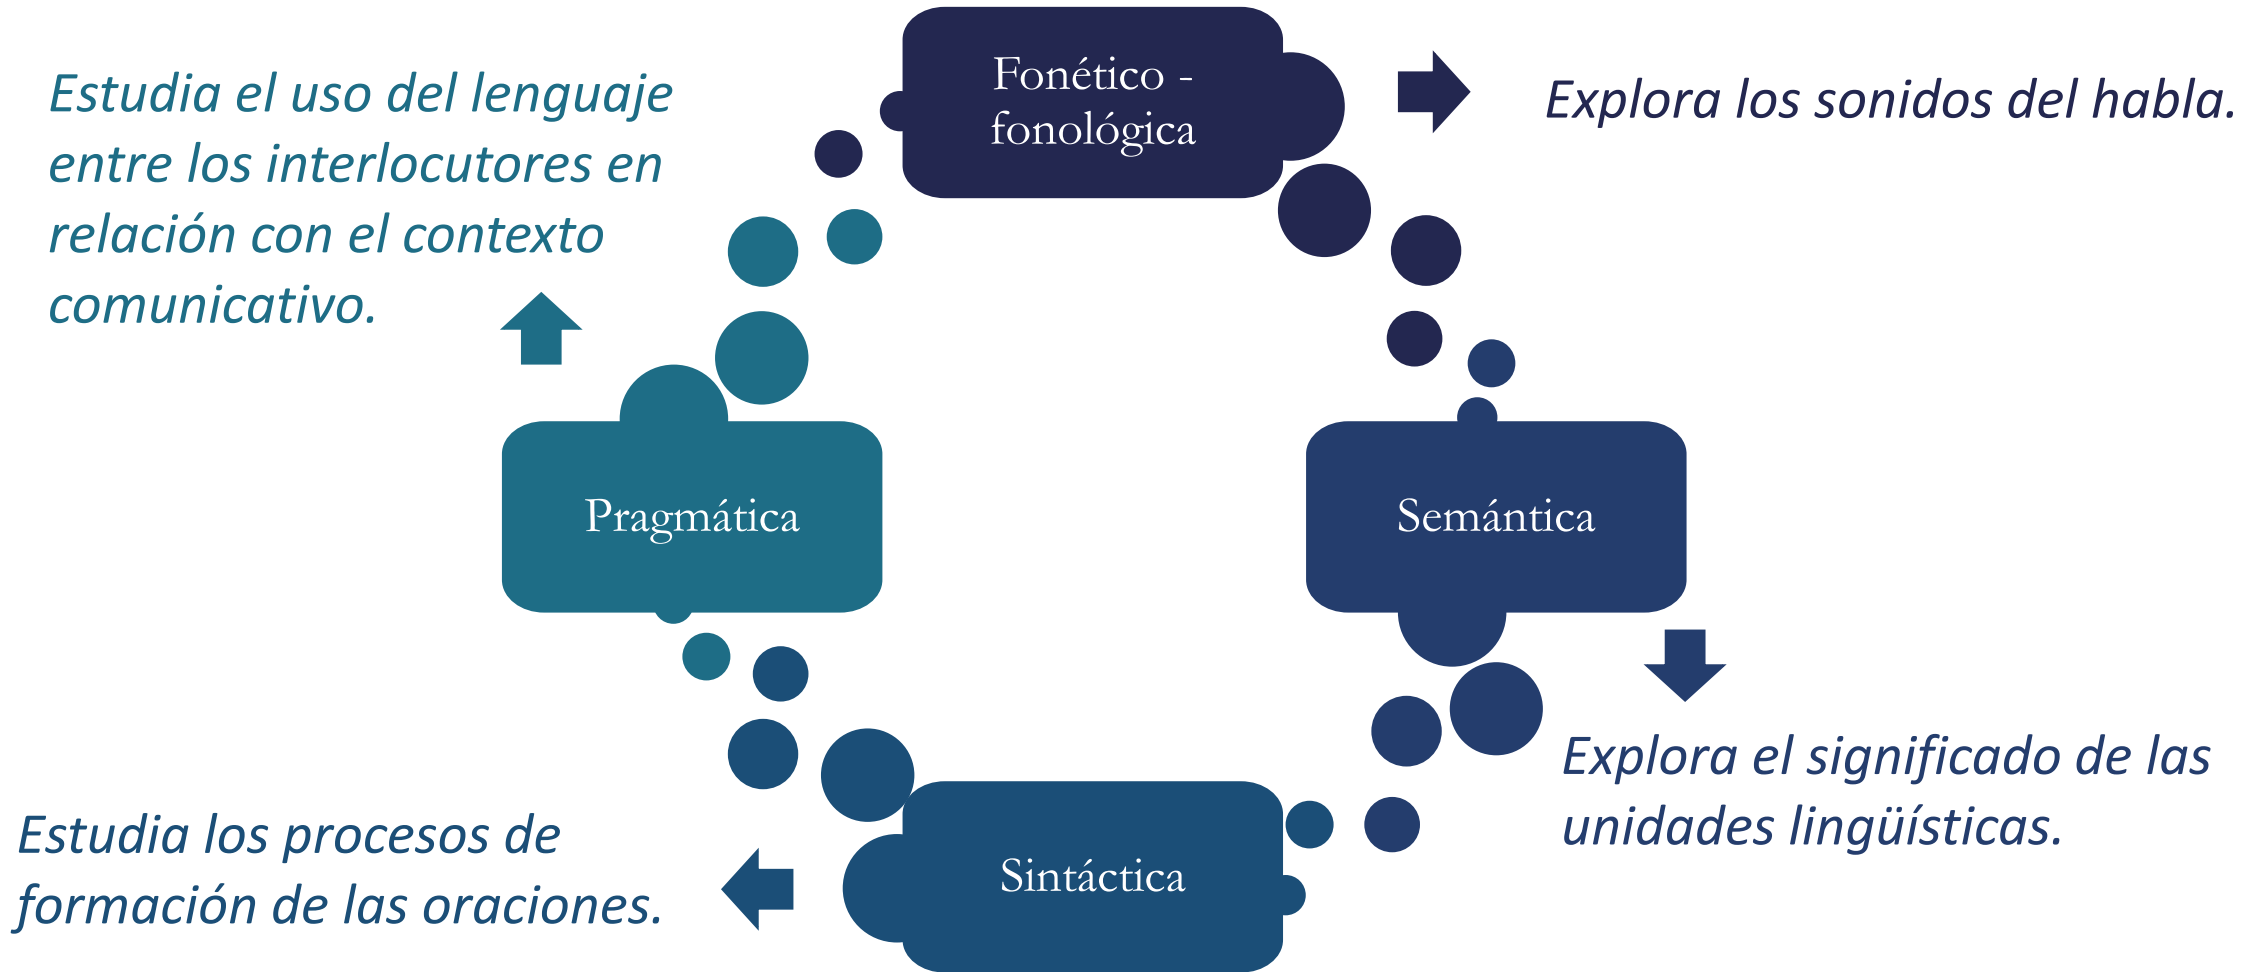 Fonético -
fonológica
Explora los sonidos del habla.
Semántica
Explora el significado de las
unidades lingüísticas.
Sintáctica
Estudia los procesos de
formación de las oraciones.
Pragmática
Estudia el uso del lenguaje
entre los interlocutores en
relación con el contexto
comunicativo.